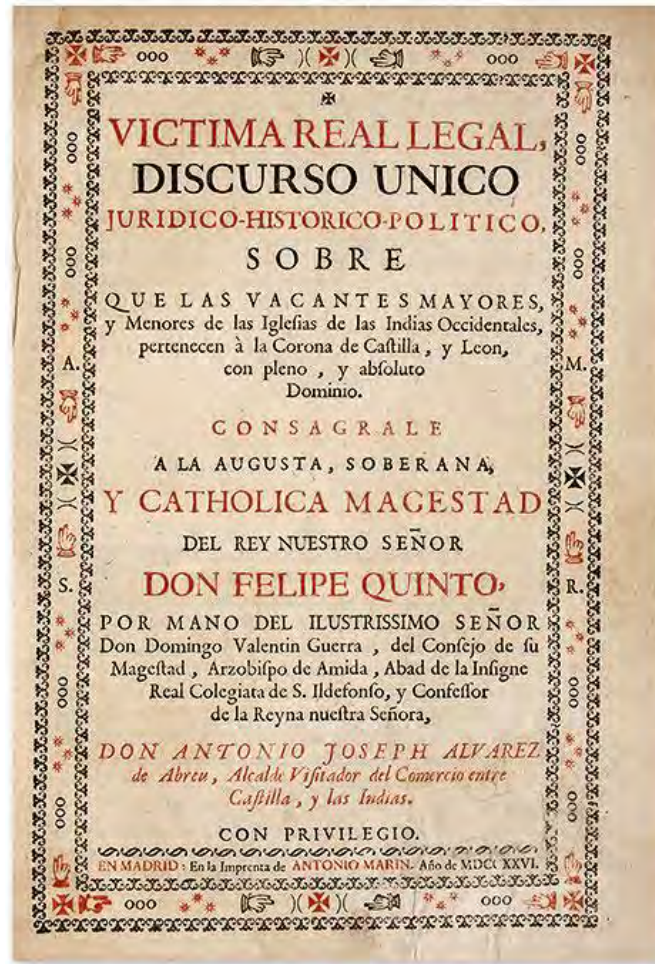 VICTIMA REAL LEGAL,
DISCURSO UNICO
JURIDICO-HISTORICO-POLITICO,
SOBRE
QUE LAS VACANTES MAYORES,
y Menores de las Iglesias de las Indias Occidentales,
pertenecen à la Corona de Castilla, y Leon,
con pleno, y absoluto
Dominio.
CONSAGRALE
A LA AUGUSTA, SOBERANA,
Y CATHOLICA MAGESTAD
DEL REY NUESTRO SEÑOR
DON FELIPE QUINTO,
POR MANO DEL ILUSTRISSIMO SEÑOR
Don Domingo Valentin Guerra, del Consejo de su
Magestad, Arzobispo de Amida, Abad de la Insigne
Real Colegiata de S. Ildefonso, y Confessor
de la Reyna nuestra Señora,
DON ANTONIO JOSEPH ALVAREZ
de Abreu, Alcalde Visitador del Comercio entre
Castilla, y las Indias.
CON PRIVILEGIO.
EN MADRID: En la Imprenta de ANTONIO MARIN. Año de MDCCXXVI.
A.
M.
S.
R.